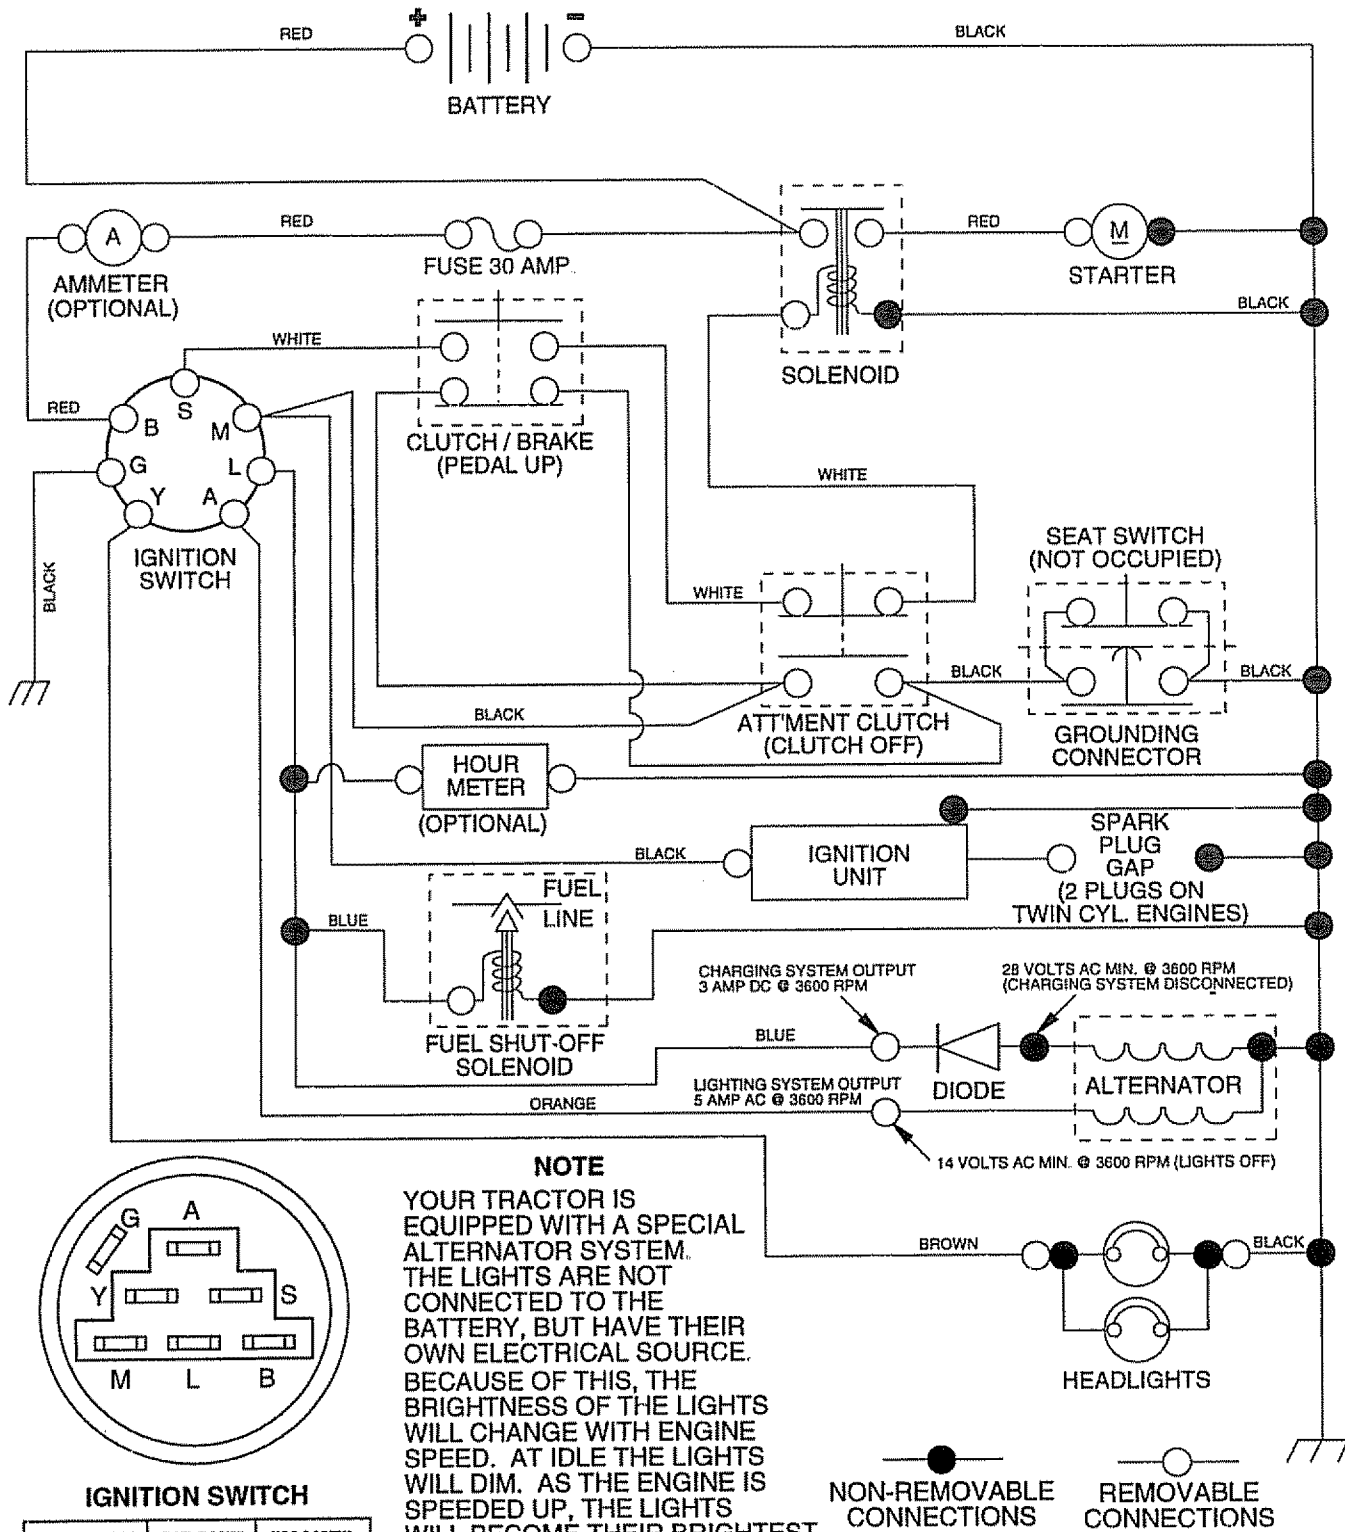 +
-
RED
BLACK
BATTERY
RED
A
AMMETER
(OPTIONAL)
FUSE 30 AMP.
RED
M
STARTER
BLACK
SOLENOID
WHITE
CLUTCH / BRAKE
(PEDAL UP)
RED
S
B
M
G
L
Y
A
IGNITION
SWITCH
BLACK
WHITE
SEAT SWITCH
(NOT OCCUPIED)
WHITE
BLACK
BLACK
BLACK
ATT'MENT CLUTCH
(CLUTCH OFF)
GROUNDING
CONNECTOR
HOUR
METER
(OPTIONAL)
BLACK
IGNITION
UNIT
SPARK
PLUG
GAP
(2 PLUGS ON
TWIN CYL. ENGINES)
FUEL
LINE
BLUE
FUEL SHUT-OFF
SOLENOID
CHARGING SYSTEM OUTPUT
3 AMP DC @ 3600 RPM
28 VOLTS AC MIN. @ 3600 RPM
(CHARGING SYSTEM DISCONNECTED)
BLUE
DIODE
ALTERNATOR
LIGHTING SYSTEM OUTPUT
5 AMP AC @ 3600 RPM
ORANGE
14 VOLTS AC MIN. @ 3600 RPM (LIGHTS OFF)
BROWN
BLACK
HEADLIGHTS
G
A
Y
S
M
L
B
IGNITION SWITCH
NOTE
YOUR TRACTOR IS
EQUIPPED WITH A SPECIAL
ALTERNATOR SYSTEM.
THE LIGHTS ARE NOT
CONNECTED TO THE
BATTERY, BUT HAVE THEIR
OWN ELECTRICAL SOURCE.
BECAUSE OF THIS, THE
BRIGHTNESS OF THE LIGHTS
WILL CHANGE WITH ENGINE
SPEED. AT IDLE THE LIGHTS
WILL DIM. AS THE ENGINE IS
SPEEDED UP, THE LIGHTS
WILL BECOME THEIR BRIGHTEST
NON-REMOVABLE
CONNECTIONS
REMOVABLE
CONNECTIONS